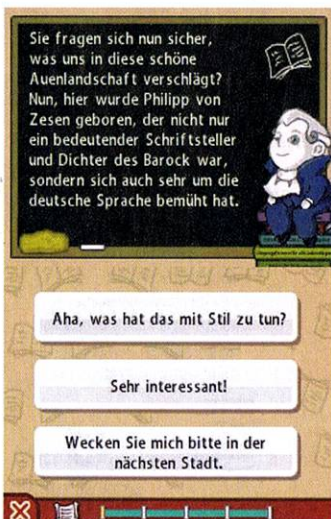 Sie fragen sich nun sicher,
was uns in diese schöne
Auenlandschaft verschlägt?
Nun, hier wurde Philipp von
Zesen geboren, der nicht nur
ein bedeutender Schriftsteller
und Dichter des Barock war,
sondern sich auch sehr um die
deutsche Sprache bemüht hat.
Aha, was hat das mit Stil zu tun?
Sehr interessant!
Wecken Sie mich bitte in der
nächsten Stadt.